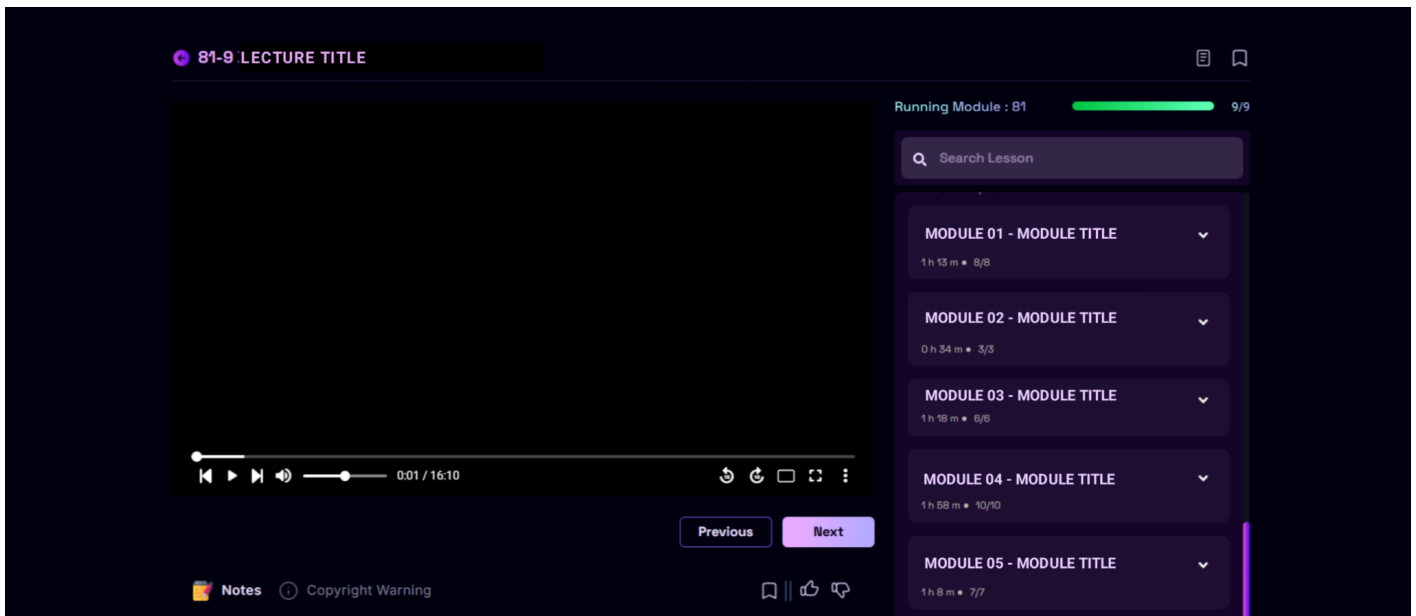 81-9 LECTURE TITLE
Running Module : 81
9/9
Search Lesson
MODULE 01 - MODULE TITLE
1 h 13 m ● 8/8
MODULE 02 - MODULE TITLE
0 h 34 m ● 3/3
MODULE 03 - MODULE TITLE
1 h 18 m ● 6/6
MODULE 04 - MODULE TITLE
1 h 58 m ● 10/10
MODULE 05 - MODULE TITLE
1 h 8 m ● 7/7
0:01 / 16:10
Previous
Next
Notes
Copyright Warning